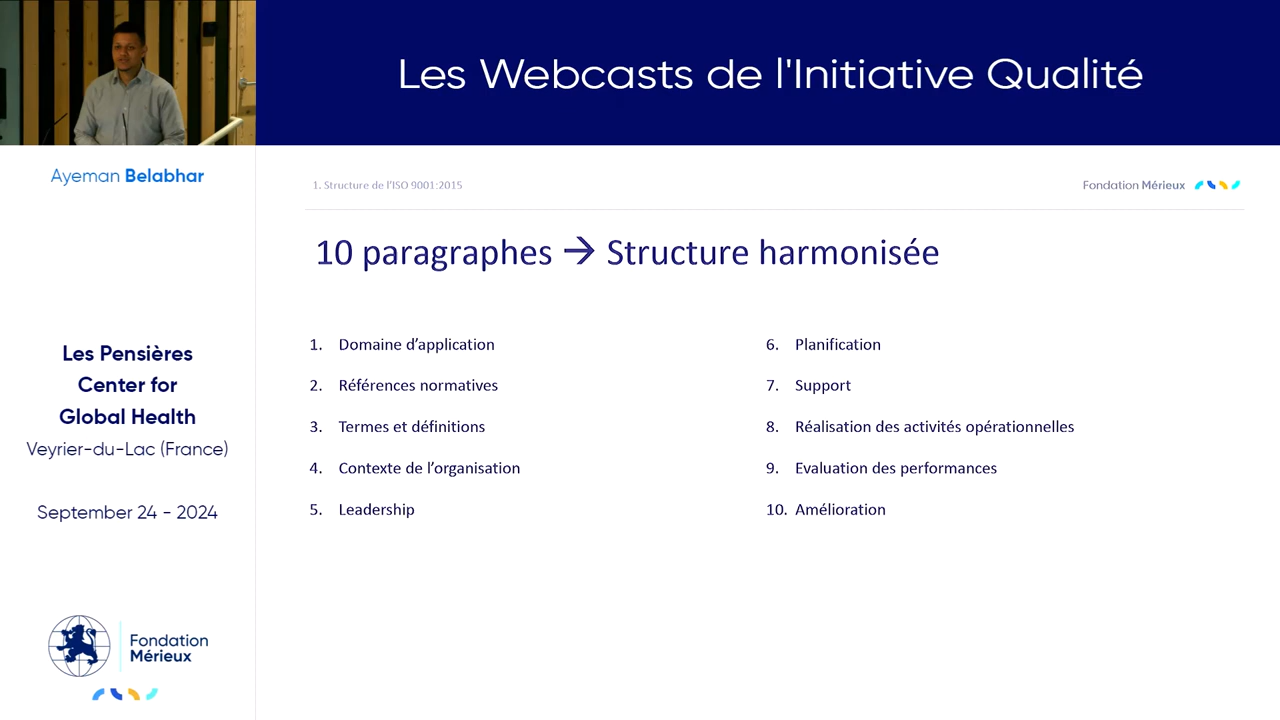 Les Webcasts de l'Initiative Qualité
Ayeman Belabhar
1. Structure de l'ISO 9001:2015
Fondation Mérieux
10 paragraphes → Structure harmonisée
1. Domaine d'application
2. Références normatives
3. Termes et définitions
4. Contexte de l'organisation
5. Leadership
6. Planification
7. Support
8. Réalisation des activités opérationnelles
9. Evaluation des performances
10. Amélioration
Les Pensières
Center for
Global Health
Veyrier-du-Lac (France)
September 24 - 2024
Fondation
Mérieux